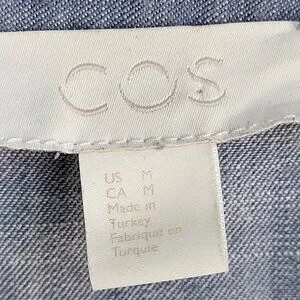 COS
US M
CA M
Made in
Turkey
Fabriqué en
Turquie